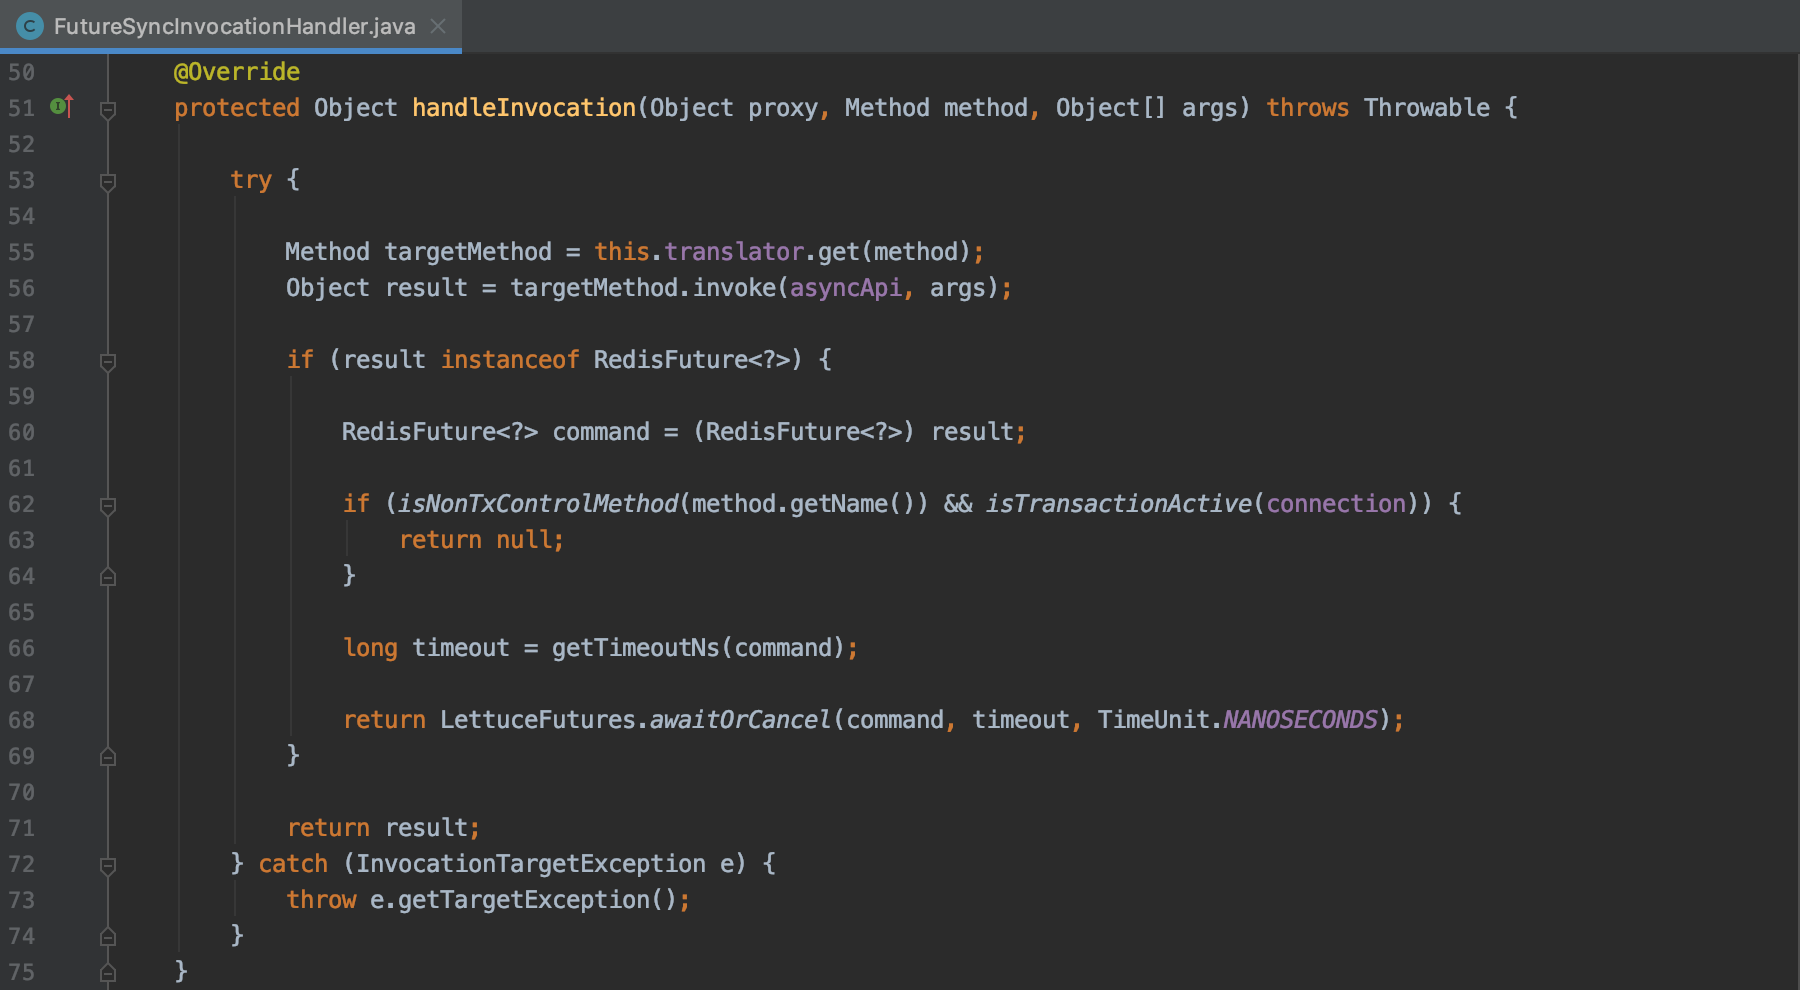 FutureSyncInvocationHandler.java
50 @Override
51 protected Object handleInvocation(Object proxy, Method method, Object[] args) throws Throwable {
52
53 try {
54
55 Method targetMethod = this.translator.get(method);
56 Object result = targetMethod.invoke(asyncApi, args);
57
58 if (result instanceof RedisFuture<?>) {
59
60 RedisFuture<?> command = (RedisFuture<?>) result;
61
62 if (isNonTxControlMethod(method.getName()) && isTransactionActive(connection)) {
63 return null;
64 }
65
66 long timeout = getTimeoutNs(command);
67
68 return LettuceFutures.awaitOrCancel(command, timeout, TimeUnit.NANOSECONDS);
69 }
70
71 return result;
72 } catch (InvocationTargetException e) {
73 throw e.getTargetException();
74 }
75 }